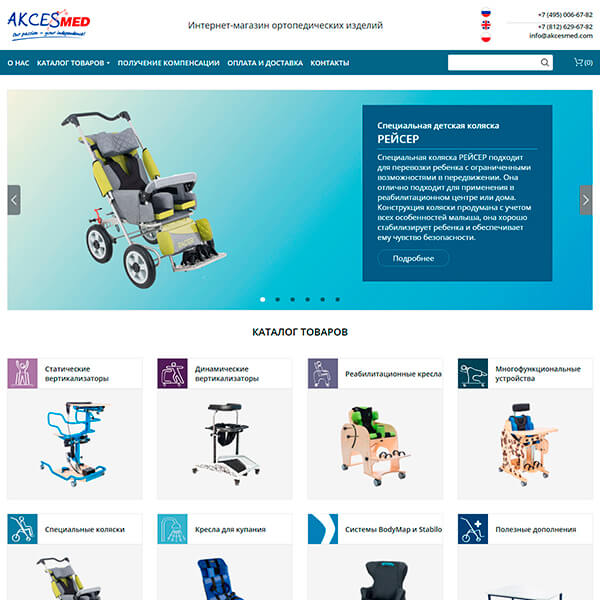 AKCESMED
Our passion – your independence!
Интернет-магазин ортопедических изделий
+7 (495) 006-67-82
+7 (812) 629-67-82
info@akcesmed.com
О НАС КАТАЛОГ ТОВАРОВ ПОЛУЧЕНИЕ КОМПЕНСАЦИИ ОПЛАТА И ДОСТАВКА КОНТАКТЫ (0)
Специальная детская коляска
РЕЙСЕР
Специальная коляска РЕЙСЕР подходит
для перевозки ребенка с ограниченными
возможностями в передвижении. Она
отлично подходит для применения в
реабилитационном центре или дома.
Конструкция коляски продумана с учетом
всех особенностей малыша, она хорошо
стабилизирует ребенка и обеспечивает
ему чувство безопасности.
Подробнее
КАТАЛОГ ТОВАРОВ
Статические
вертикализаторы
Динамические
вертикализаторы
Реабилитационные кресла
Многофункциональные
устройства
Специальные коляски
Кресла для купания
Системы BodyMap и Stabilo
Полезные дополнения